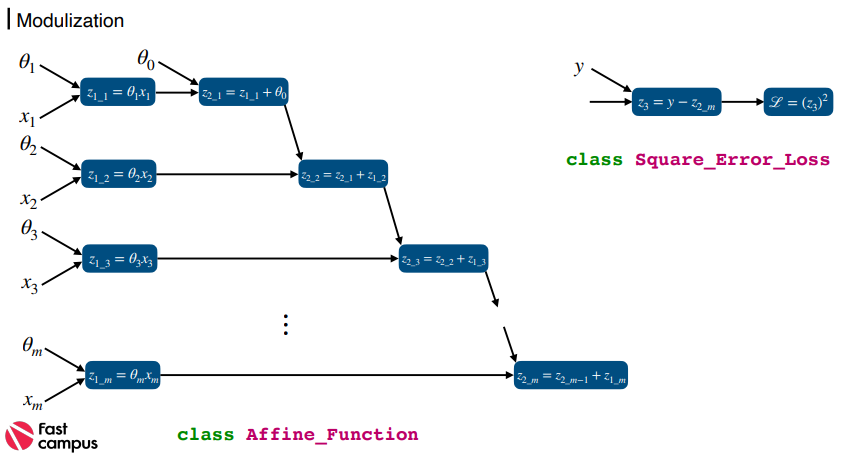 Modulization
θ₁
θ₀
z₁_₁ = θ₁x₁
z₂_₁ = z₁_₁ + θ₀
x₁
y
z₃ = y − z₂_ₘ
ℒ = (z₃)²
class Square_Error_Loss
θ₂
z₁_₂ = θ₂x₂
z₂_₂ = z₂_₁ + z₁_₂
x₂
θ₃
z₁_₃ = θ₃x₃
z₂_₃ = z₂_₂ + z₁_₃
x₃
⋮
θₘ
z₁_ₘ = θₘxₘ
z₂_ₘ = z₂_ₘ₋₁ + z₁_ₘ
xₘ
Fast
campus
class Affine_Function